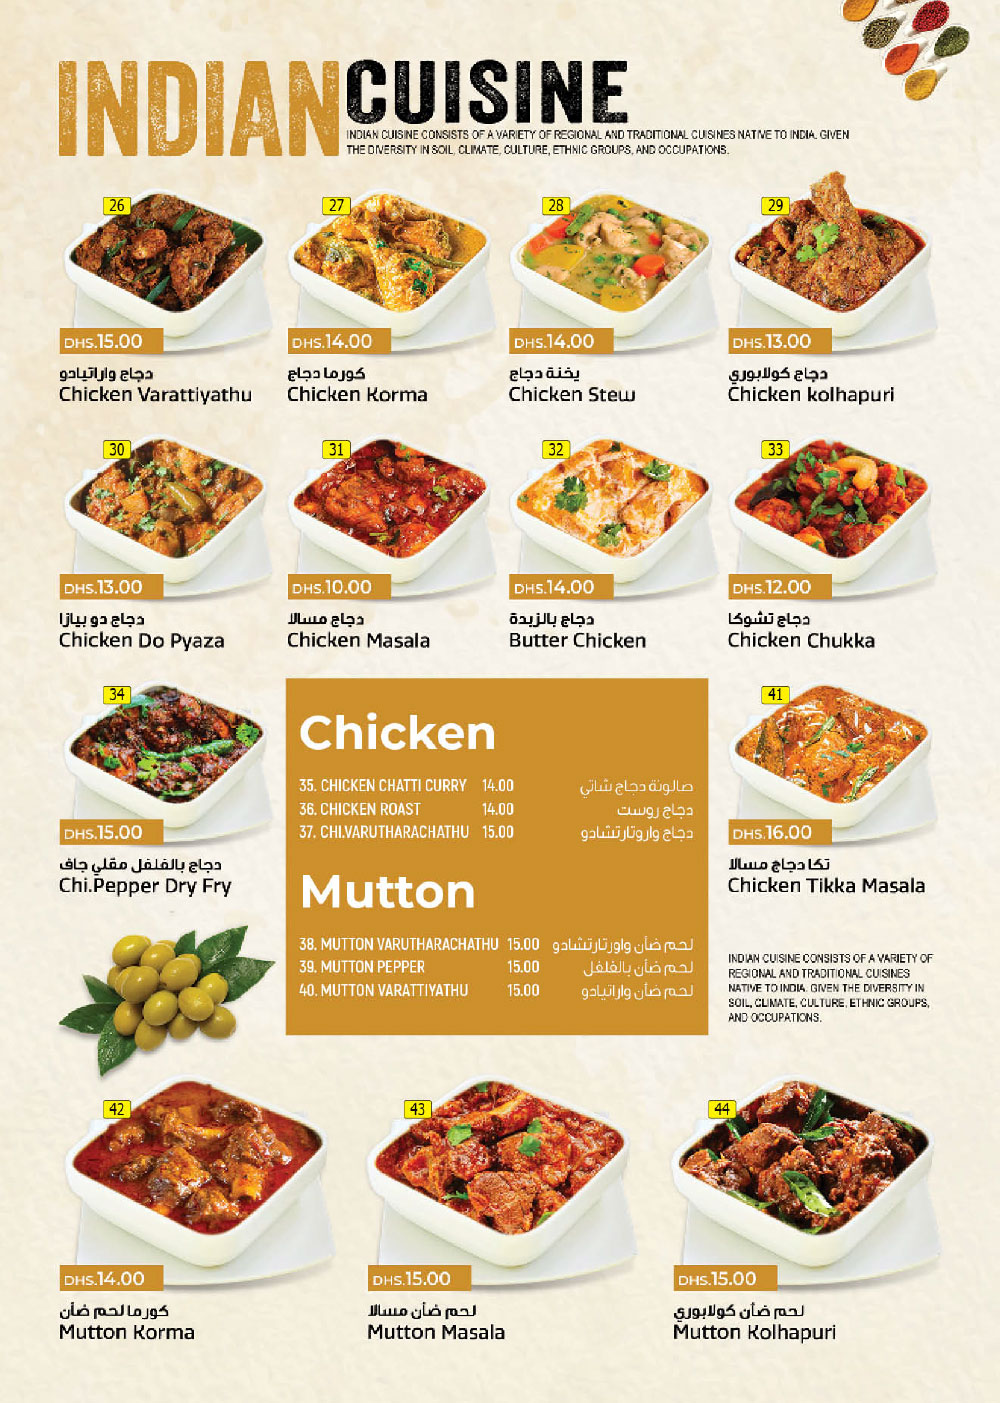 INDIAN CUISINE
INDIAN CUISINE CONSISTS OF A VARIETY OF REGIONAL AND TRADITIONAL CUISINES NATIVE TO INDIA. GIVEN
THE DIVERSITY IN SOIL, CLIMATE, CULTURE, ETHNIC GROUPS, AND OCCUPATIONS.
26
DHS.15.00
دجاج واراتيادو
Chicken Varattiyathu
27
DHS.14.00
كورما دجاج
Chicken Korma
28
DHS.14.00
يخنة دجاج
Chicken Stew
29
DHS.13.00
دجاج كولابوري
Chicken kolhapuri
30
DHS.13.00
دجاج دو بيازا
Chicken Do Pyaza
31
DHS.10.00
دجاج مسالا
Chicken Masala
32
DHS.14.00
دجاج بالزبدة
Butter Chicken
33
DHS.12.00
دجاج تشوكا
Chicken Chukka
34
DHS.15.00
دجاج بالفلفل مقلي جاف
Chi.Pepper Dry Fry
Chicken
35. CHICKEN CHATTI CURRY 14.00 صالونة دجاج شاتي
36. CHICKEN ROAST 14.00 دجاج روست
37. CHI.VARUTHARACHATHU 15.00 دجاج واروتارتشادو
Mutton
38. MUTTON VARUTHARACHATHU 15.00 لحم ضأن واورتارتشادو
39. MUTTON PEPPER 15.00 لحم ضأن بالفلفل
40. MUTTON VARATTIYATHU 15.00 لحم ضأن واراتيادو
41
DHS.16.00
تكا دجاج مسالا
Chicken Tikka Masala
INDIAN CUISINE CONSISTS OF A VARIETY OF
REGIONAL AND TRADITIONAL CUISINES
NATIVE TO INDIA. GIVEN THE DIVERSITY IN
SOIL, CLIMATE, CULTURE, ETHNIC GROUPS,
AND OCCUPATIONS.
42
DHS.14.00
كورما لحم ضأن
Mutton Korma
43
DHS.15.00
لحم ضأن مسالا
Mutton Masala
44
DHS.15.00
لحم ضأن كولابوري
Mutton Kolhapuri